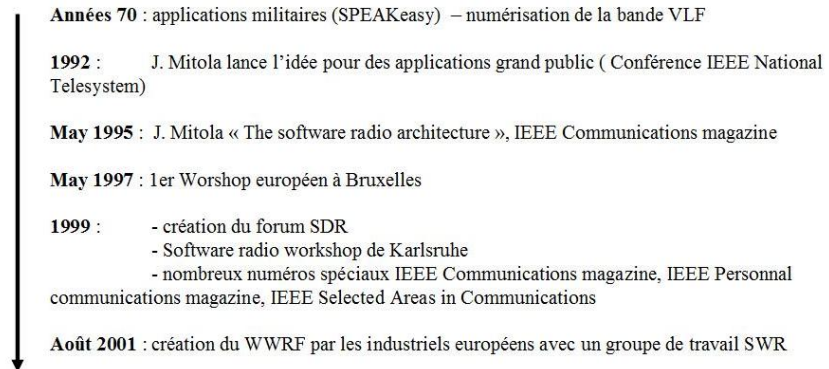 Années 70 : applications militaires (SPEAKeasy) – numérisation de la bande VLF
1992 : J. Mitola lance l'idée pour des applications grand public ( Conférence IEEE National
Telesystem)
May 1995 : J. Mitola « The software radio architecture », IEEE Communications magazine
May 1997 : 1er Worshop européen à Bruxelles
1999 : - création du forum SDR
- Software radio workshop de Karlsruhe
- nombreux numéros spéciaux IEEE Communications magazine, IEEE Personnal
communications magazine, IEEE Selected Areas in Communications
Août 2001 : création du WWRF par les industriels européens avec un groupe de travail SWR